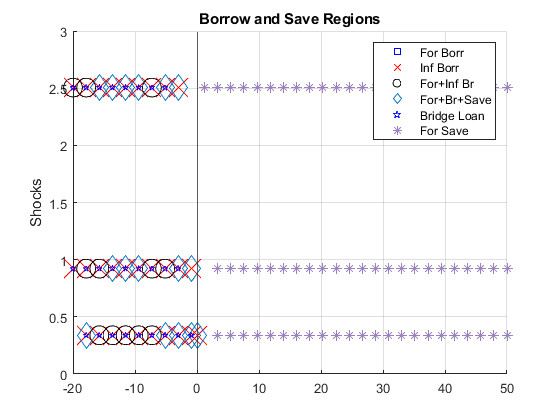 Borrow and Save Regions
3
2.5
2
1.5
1
0.5
0
Shocks
For Borr
Inf Borr
For+Inf Br
For+Br+Save
Bridge Loan
For Save
-20 -10 0 10 20 30 40 50